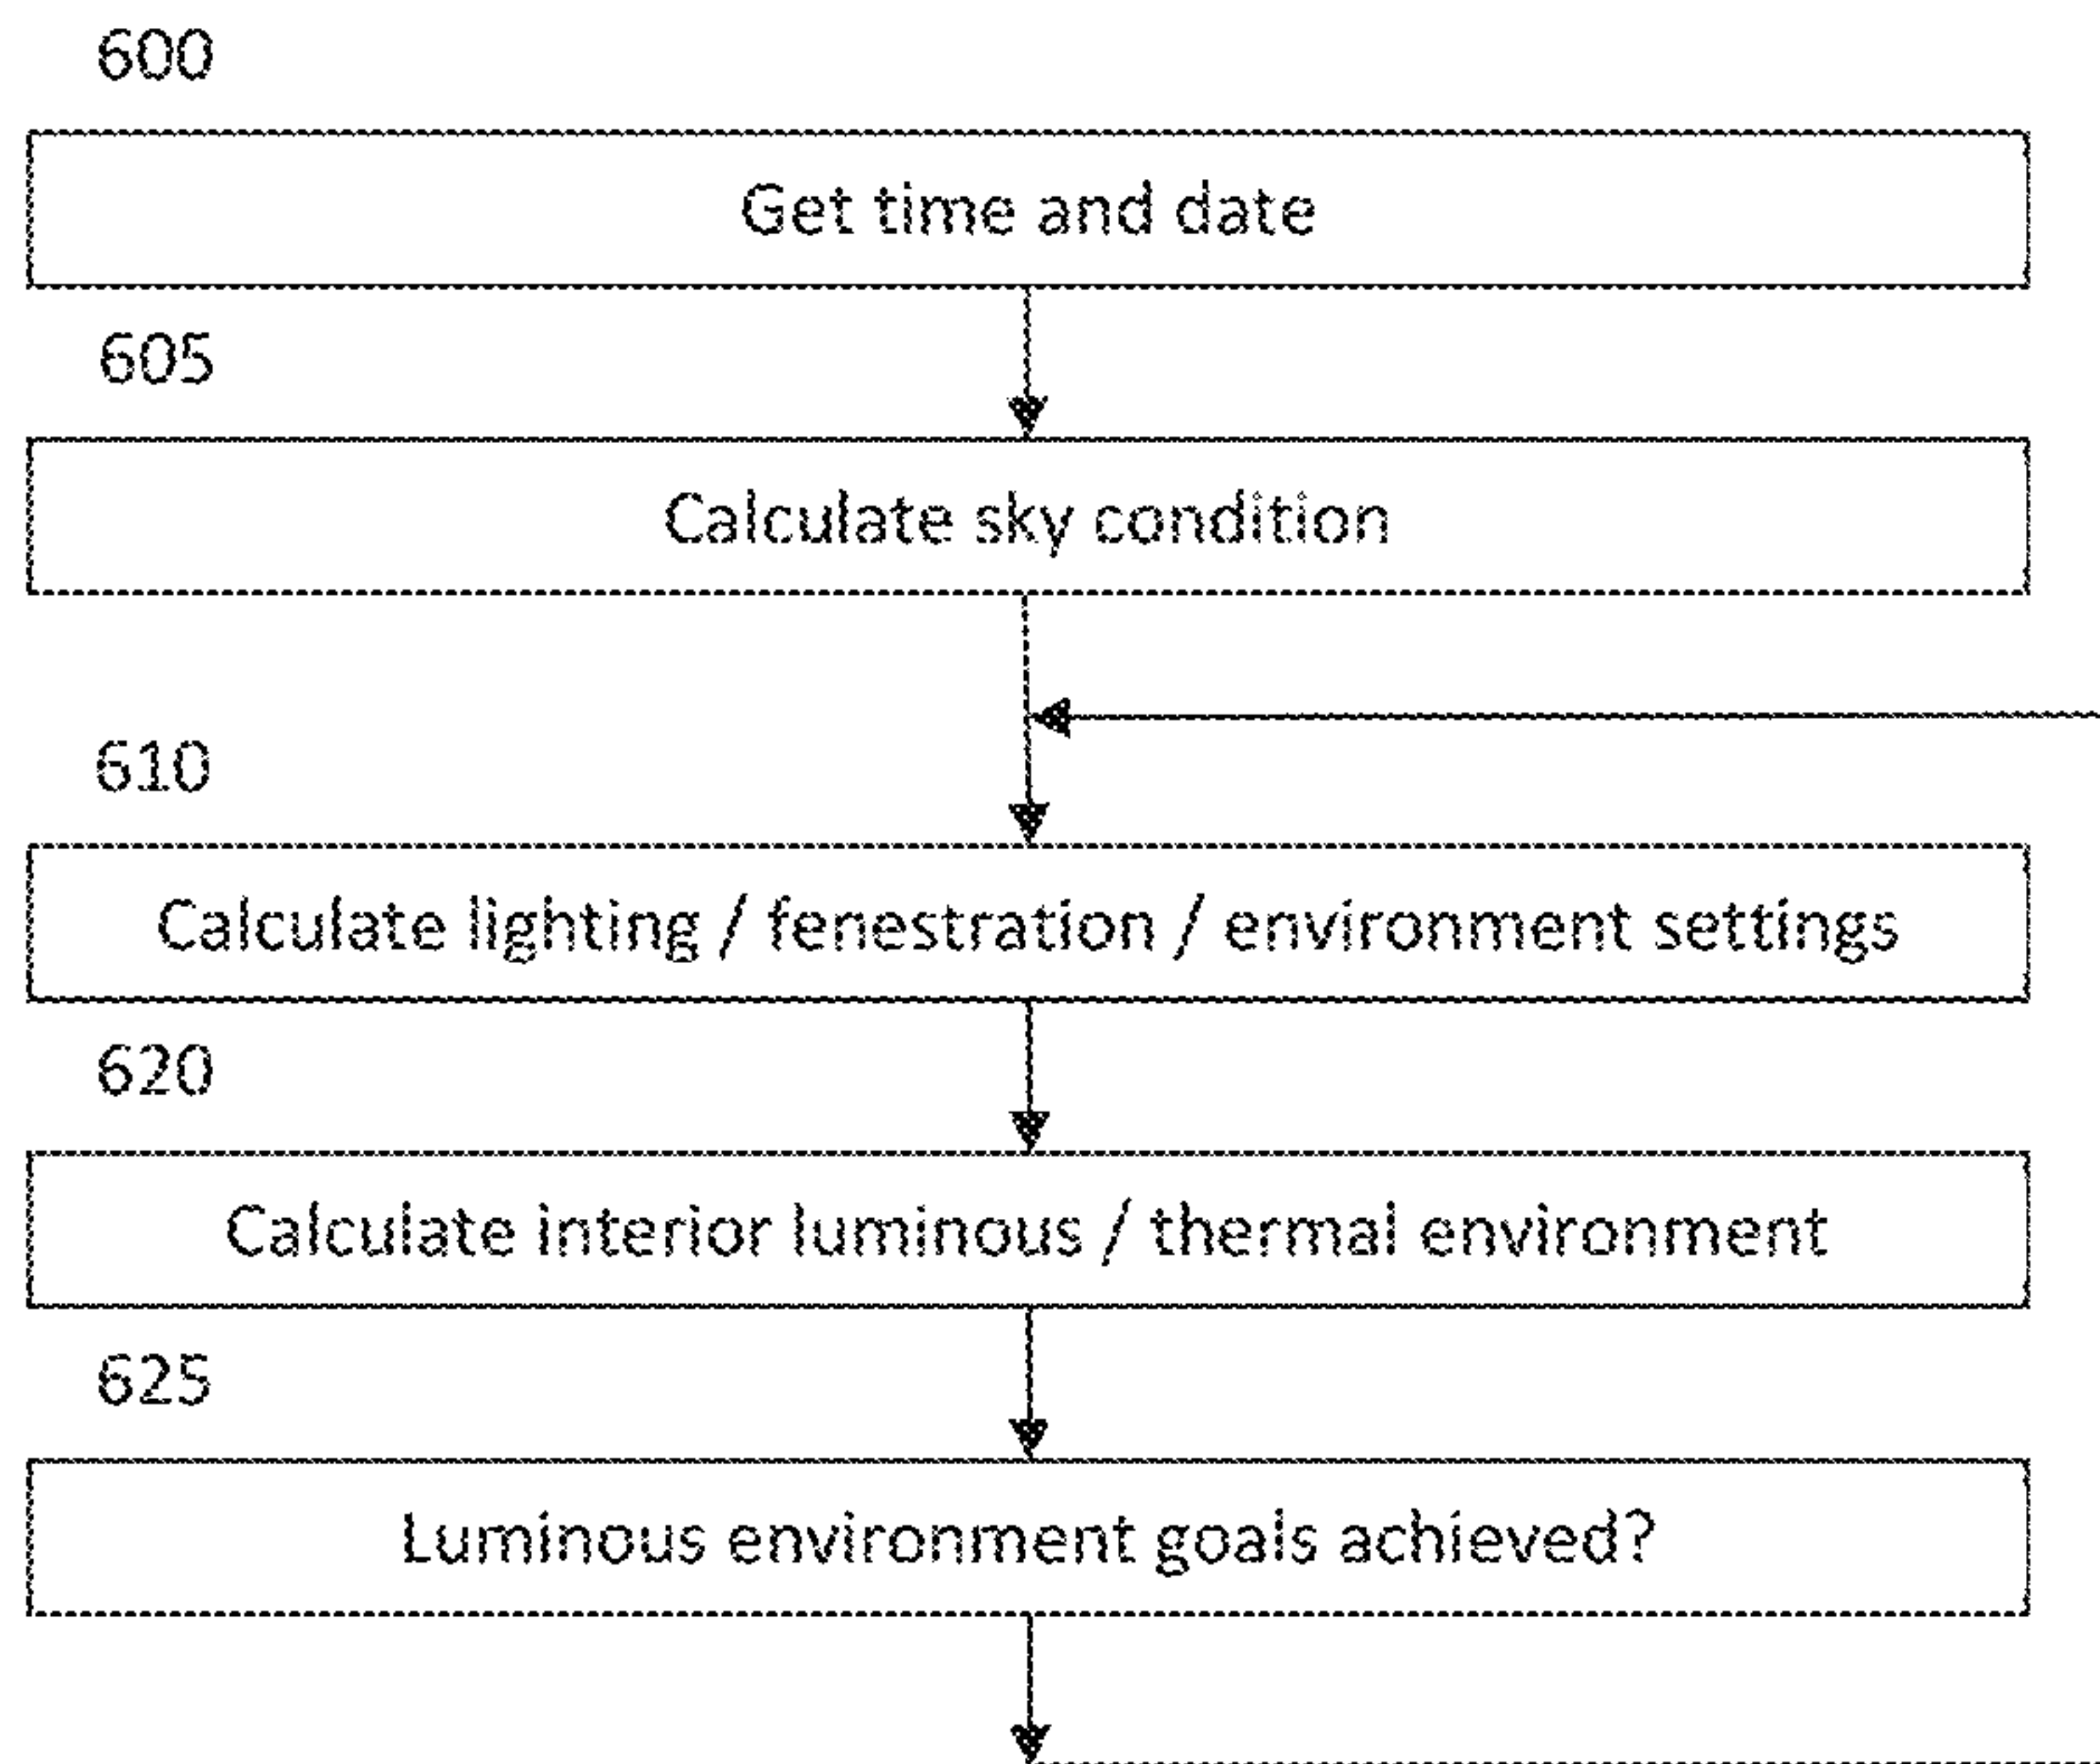 600
Get time and date
605
Calculate sky condition
610
Calculate lighting / fenestration / environment settings
620
Calculate interior luminous / thermal environment
625
Luminous environment goals achieved?